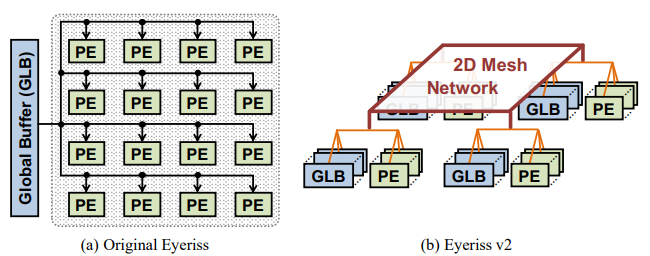 Global Buffer (GLB)
PE PE PE PE
PE PE PE PE
PE PE PE PE
PE PE PE PE
(a) Original Eyeriss
2D Mesh
Network
GLB PE GLB PE
GLB PE GLB PE
(b) Eyeriss v2